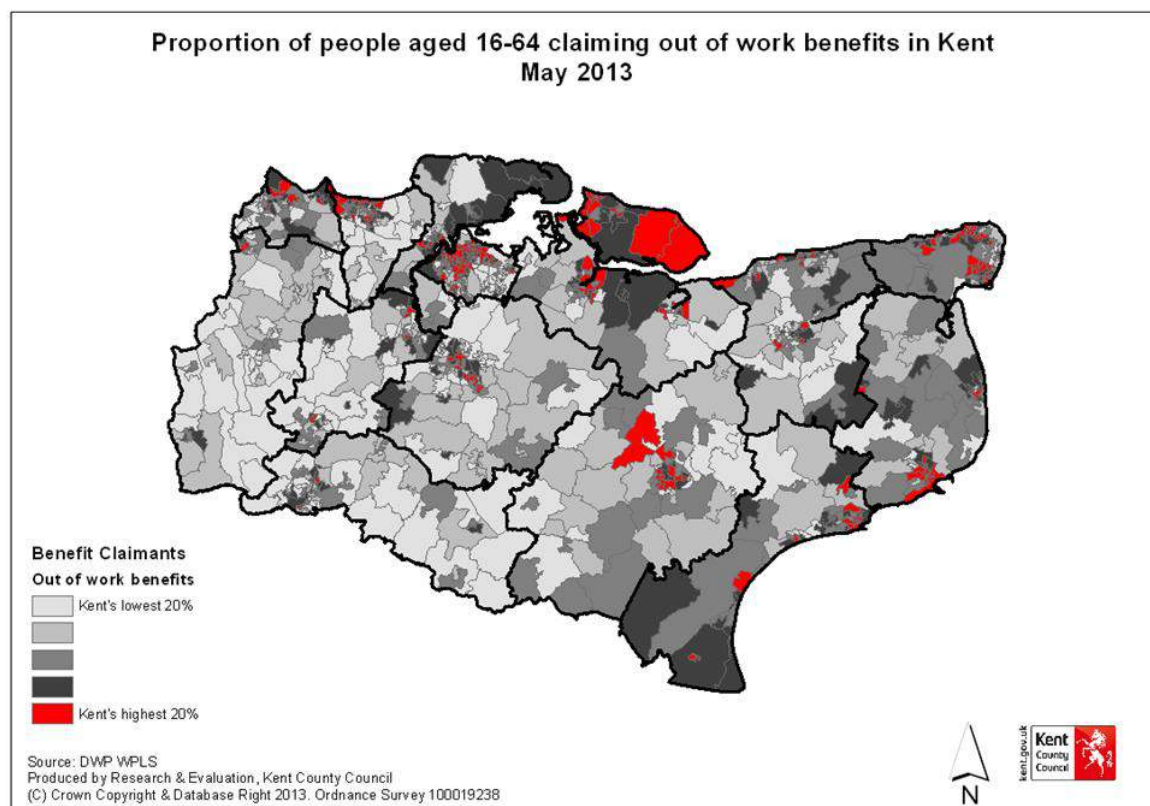 Proportion of people aged 16-64 claiming out of work benefits in Kent
May 2013
Benefit Claimants
Out of work benefits
Kent's lowest 20%
Kent's highest 20%
Source: DWP WPLS
Produced by Research & Evaluation, Kent County Council
(C) Crown Copyright & Database Right 2013. Ordnance Survey 100019238
N
kent.gov.uk
Kent
County
Council